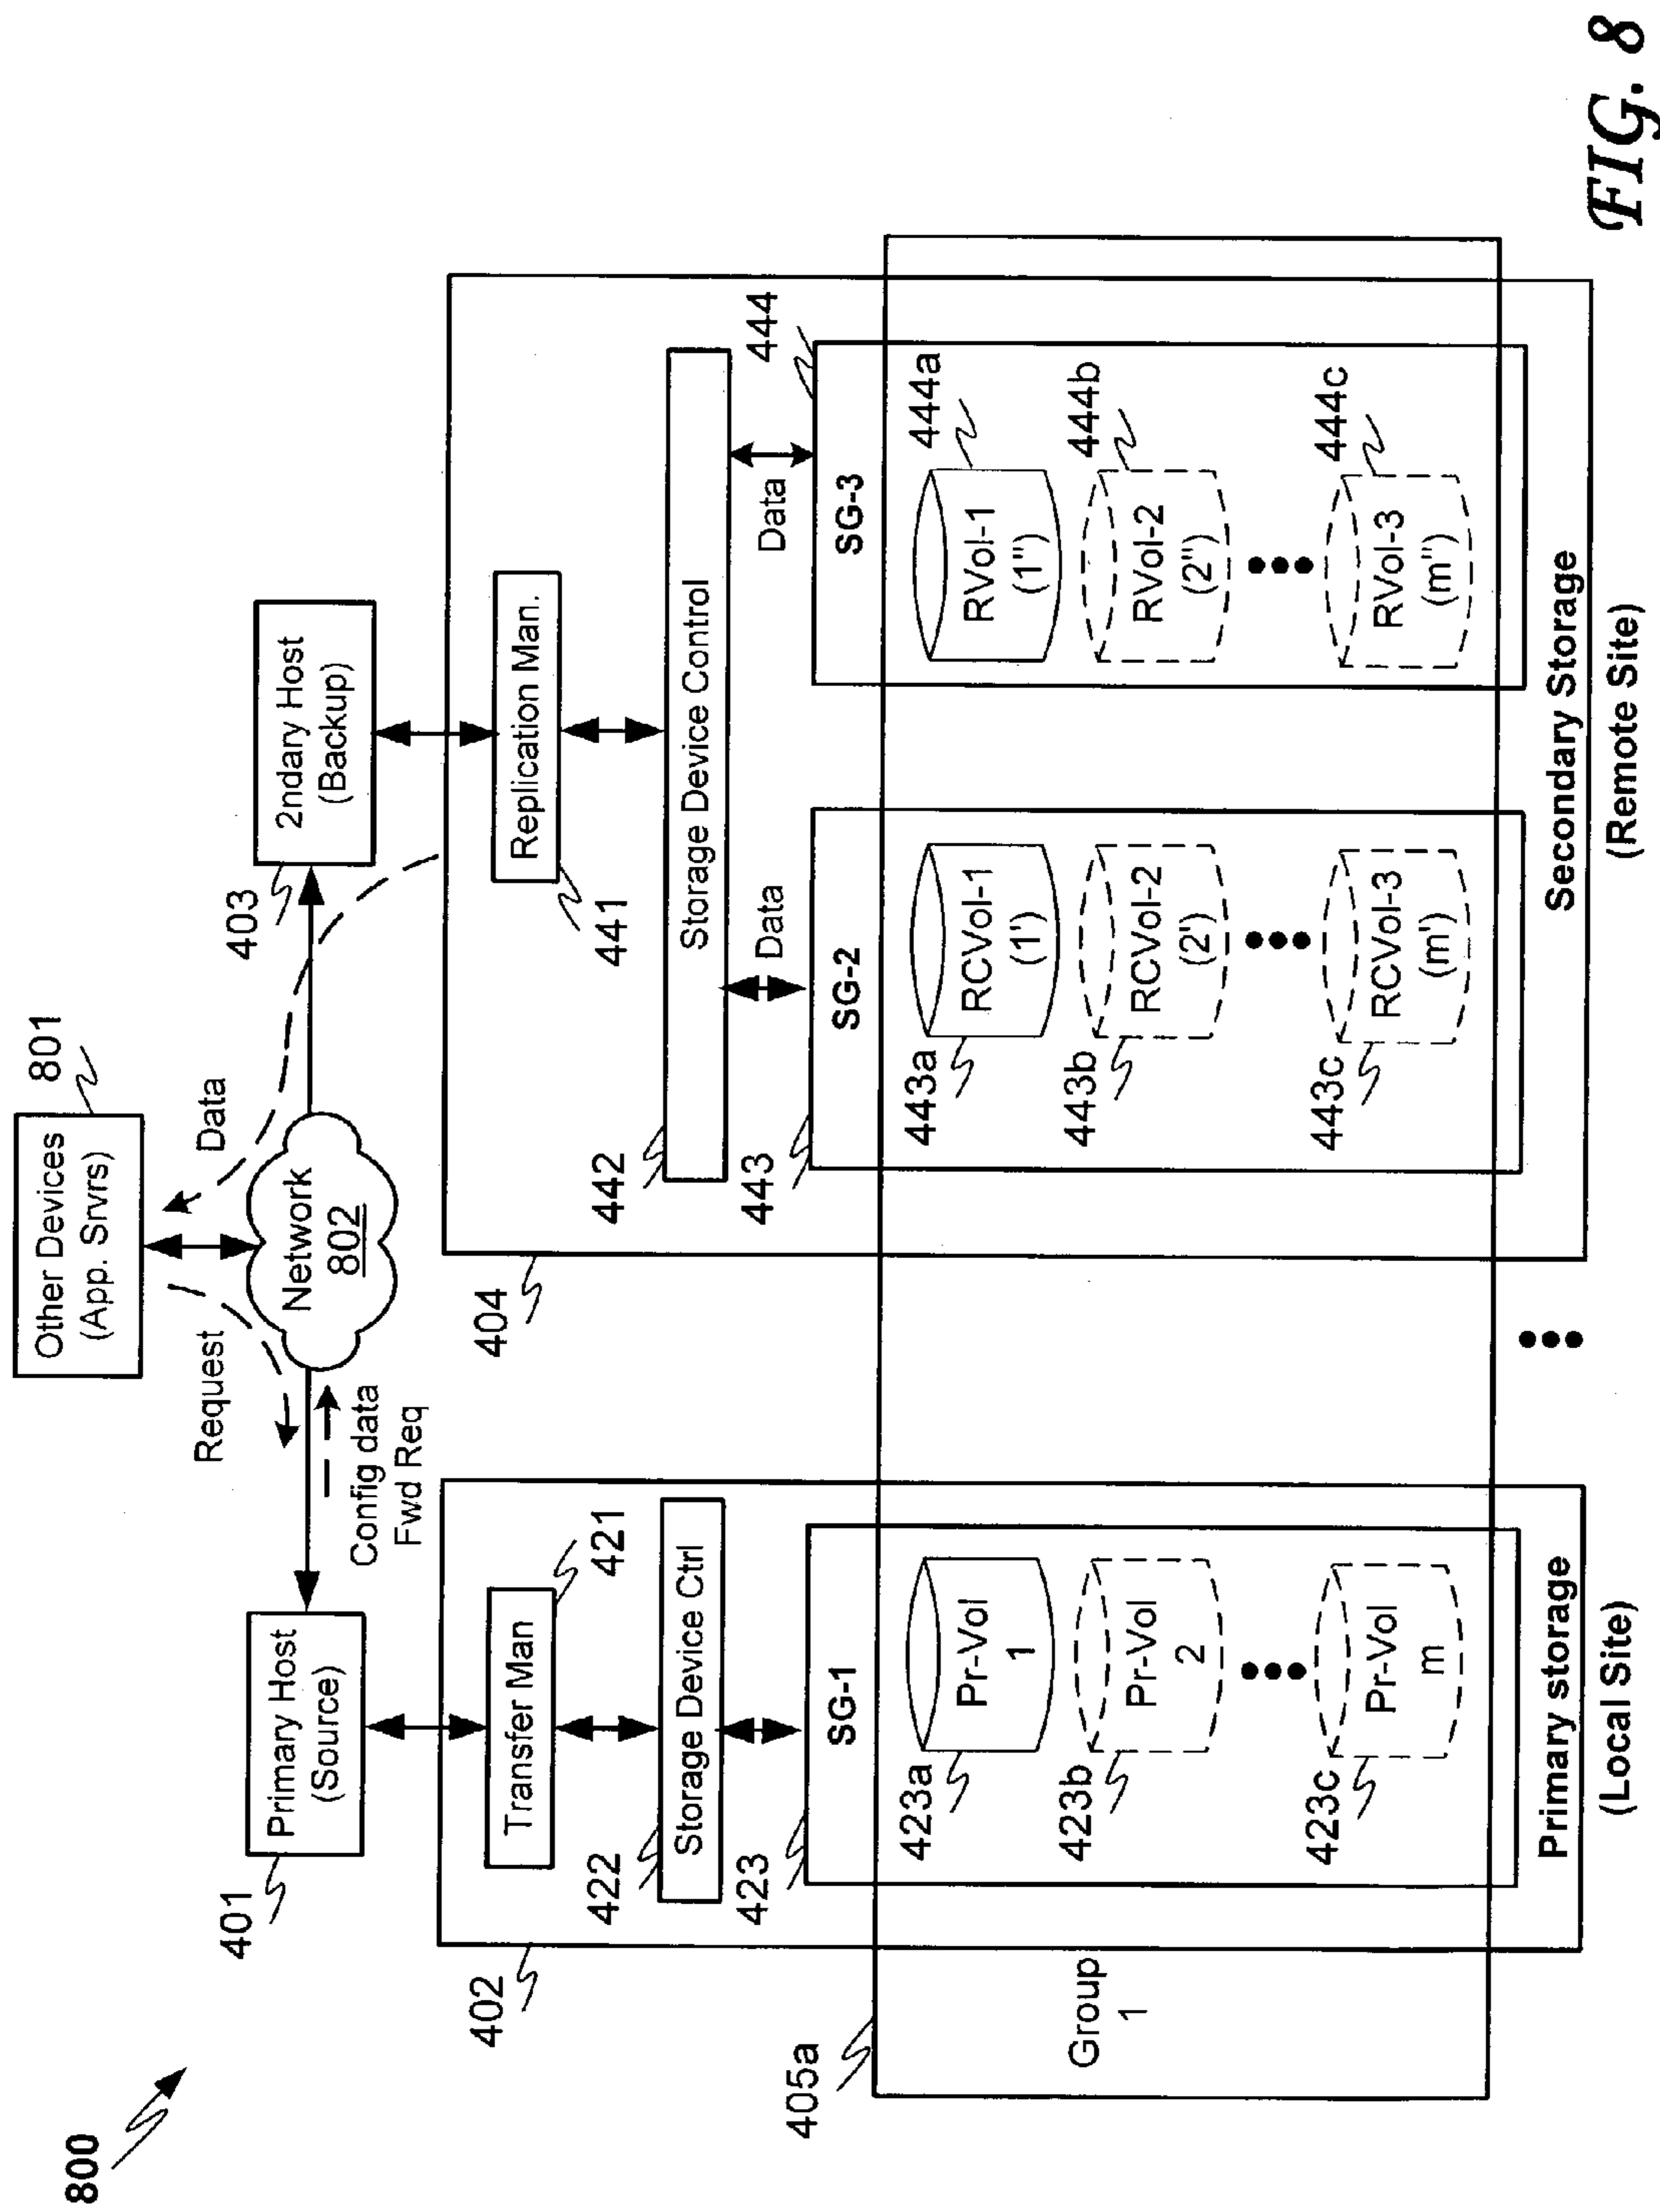 800
Other Devices
(App. Srvrs)
801
Request
Data
Network
802
401
Primary Host
(Source)
Config data
Fwd Req
403
2ndary Host
(Backup)
402
Transfer Man
421
404
Replication Man.
441
422
Storage Device Ctrl
442
Storage Device Control
423
443
Data
Data
444
405a
Group
1
SG-1
SG-2
SG-3
423a
Pr-Vol
1
443a
RCVol-1
(1')
RVol-1
(1")
444a
423b
Pr-Vol
2
443b
RCVol-2
(2')
RVol-2
(2")
444b
423c
Pr-Vol
m
443c
RCVol-3
(m')
RVol-3
(m")
444c
Primary storage
(Local Site)
Secondary Storage
(Remote Site)
FIG. 8